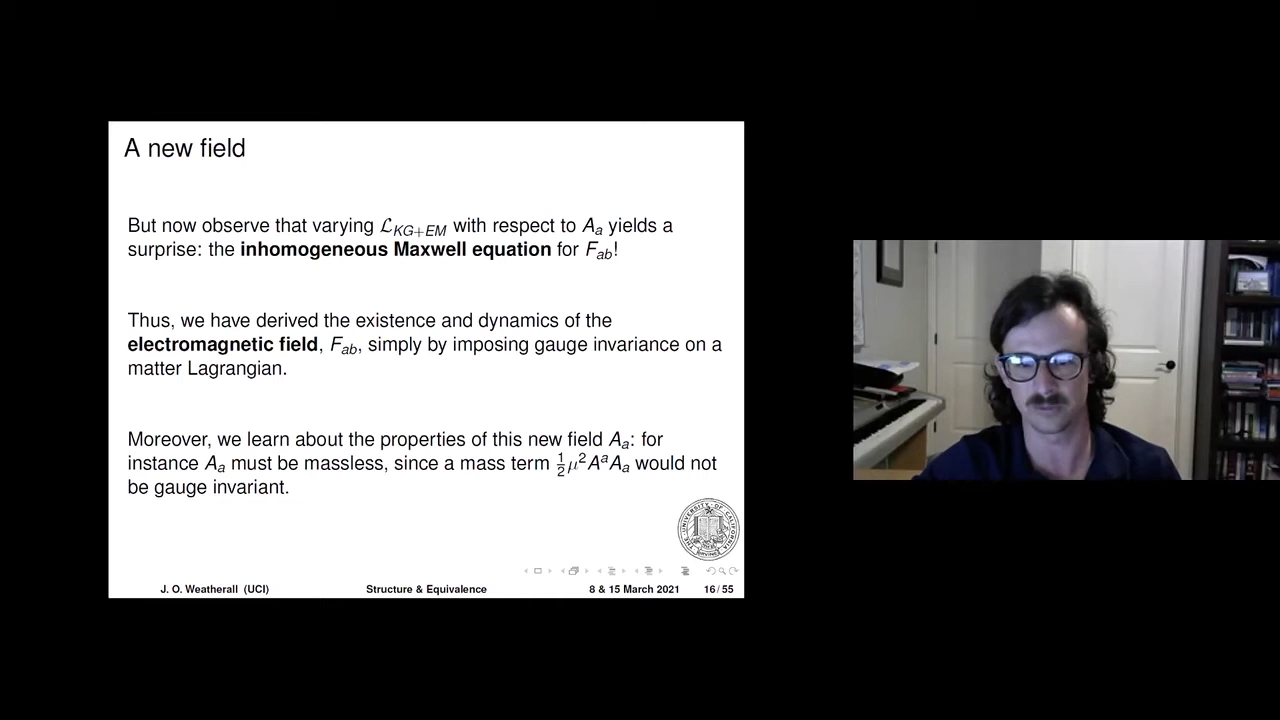 A new field
But now observe that varying ℒ_{KG+EM} with respect to A_a yields a
surprise: the inhomogeneous Maxwell equation for F_{ab}!
Thus, we have derived the existence and dynamics of the
electromagnetic field, F_{ab}, simply by imposing gauge invariance on a
matter Lagrangian.
Moreover, we learn about the properties of this new field A_a: for
instance A_a must be massless, since a mass term ½μ²A^aA_a would not
be gauge invariant.
THE UNIVERSITY OF CALIFORNIA
J. O. Weatherall (UCI) Structure & Equivalence 8 & 15 March 2021 16 / 55